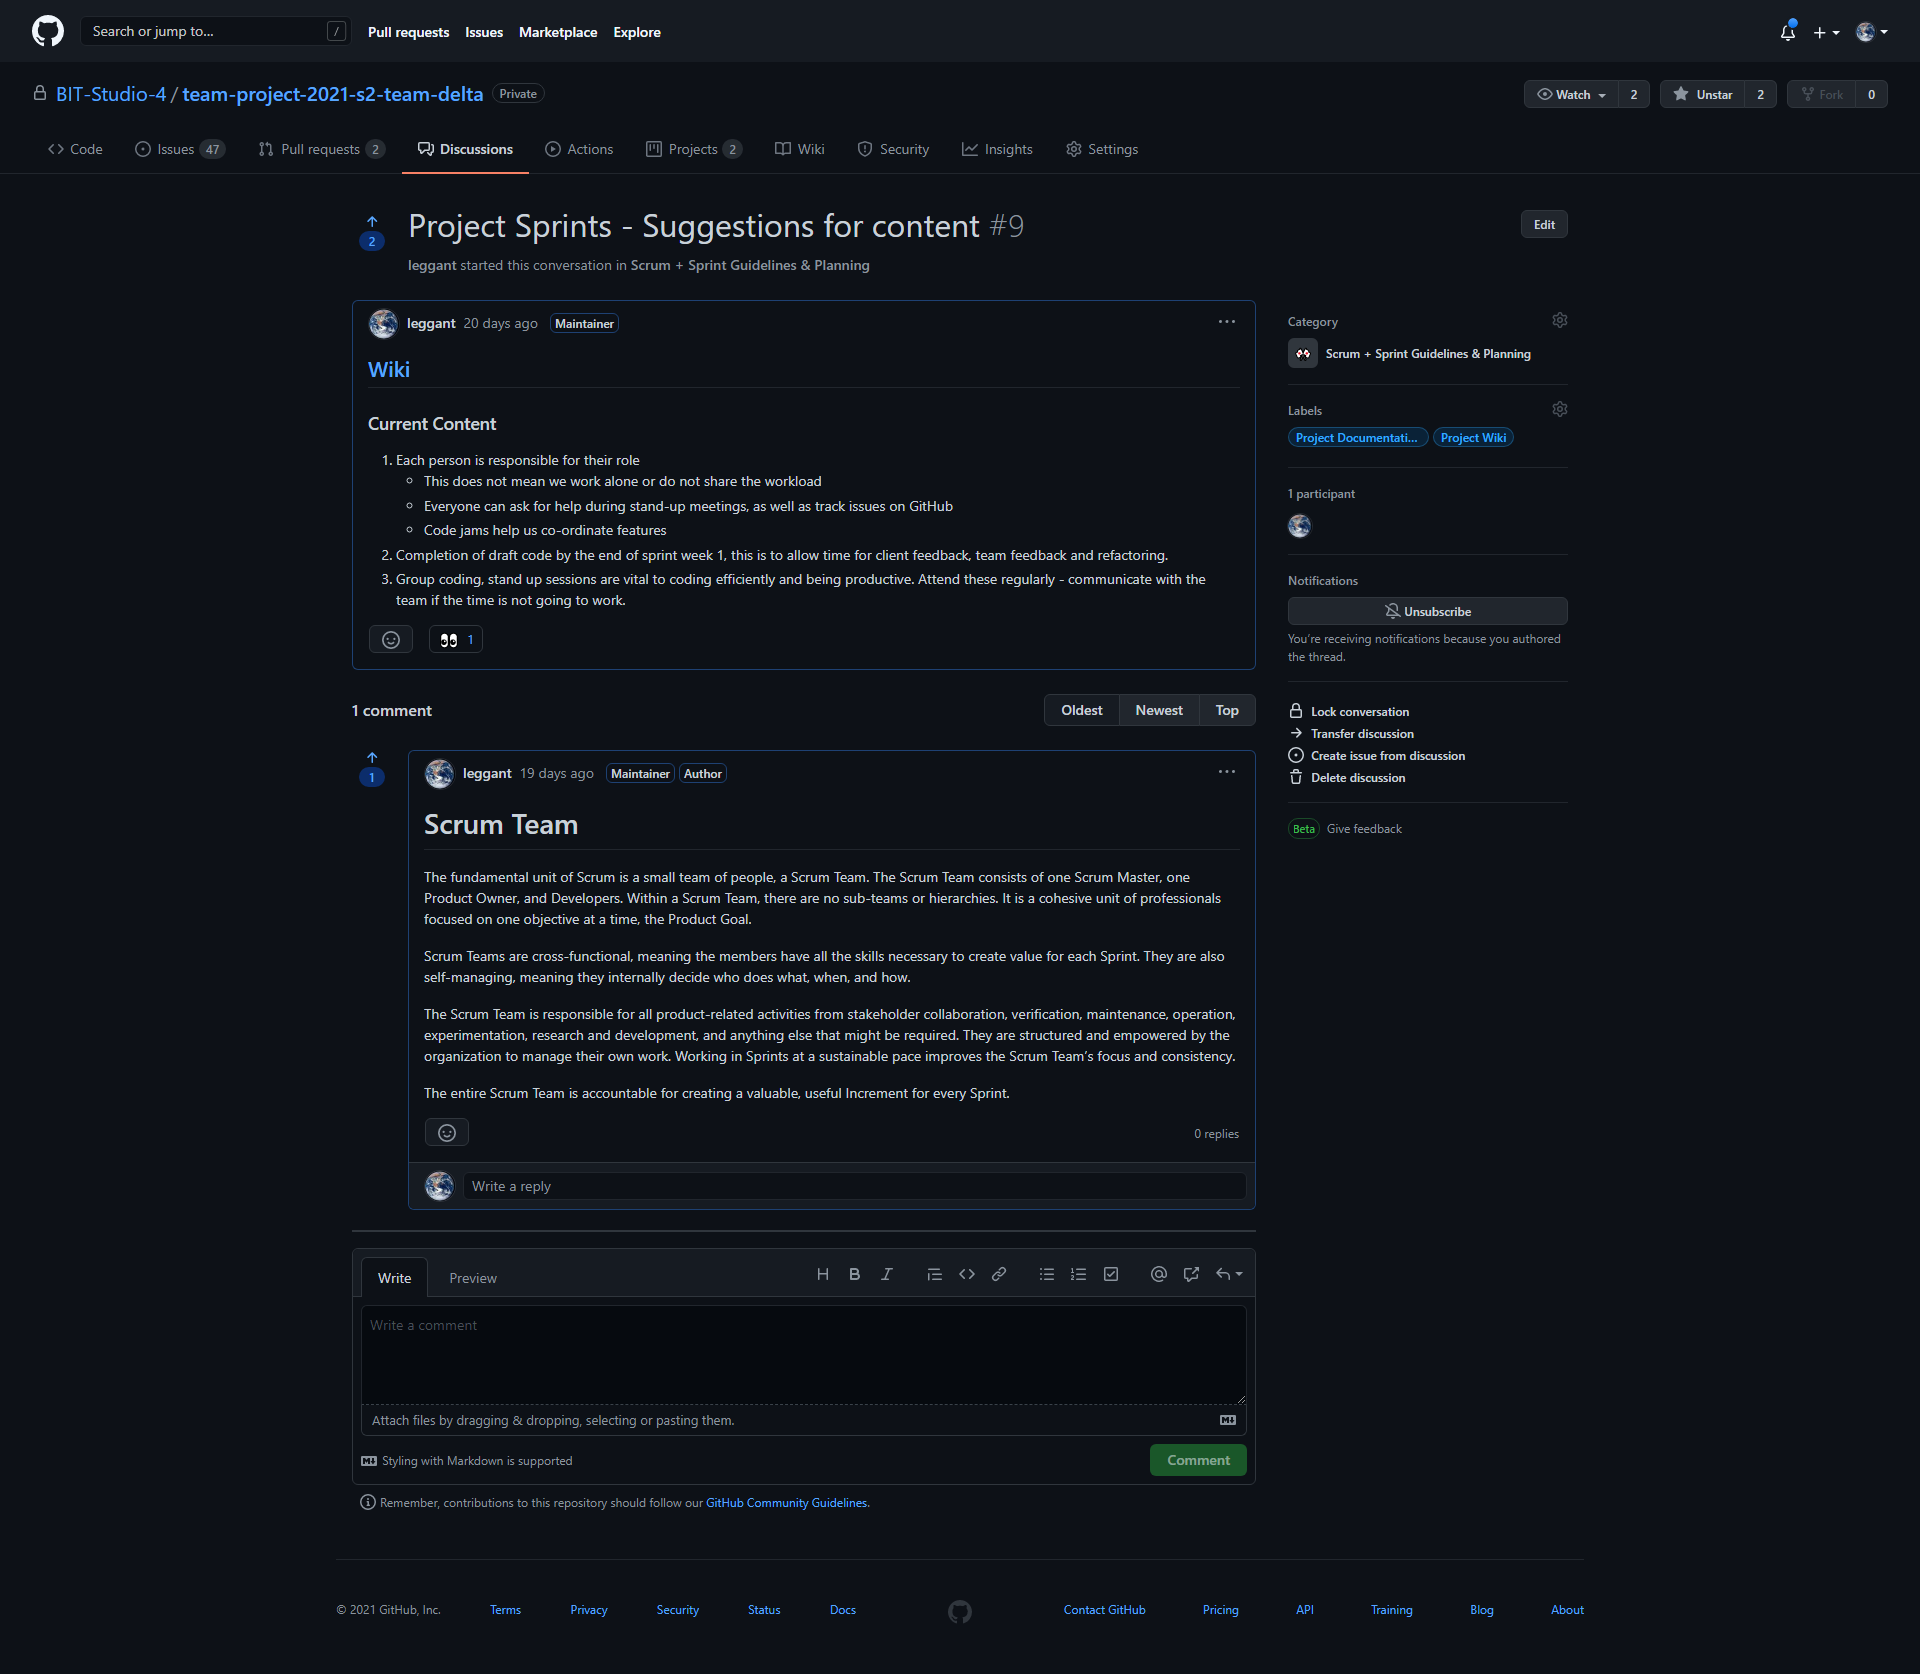 Search or jump to...
/
Pull requests
Issues
Marketplace
Explore
BIT-Studio-4 / team-project-2021-s2-team-delta
Private
Watch
2
Unstar
2
Fork
0
Code
Issues 47
Pull requests 2
Discussions
Actions
Projects 2
Wiki
Security
Insights
Settings
2
Project Sprints - Suggestions for content #9
Edit
leggant started this conversation in Scrum + Sprint Guidelines & Planning
leggant 20 days ago Maintainer
Wiki
Current Content
1. Each person is responsible for their role
This does not mean we work alone or do not share the workload
Everyone can ask for help during stand-up meetings, as well as track issues on GitHub
Code jams help us co-ordinate features
2. Completion of draft code by the end of sprint week 1, this is to allow time for client feedback, team feedback and refactoring.
3. Group coding, stand up sessions are vital to coding efficiently and being productive. Attend these regularly - communicate with the
team if the time is not going to work.
1
1 comment
Oldest
Newest
Top
1
leggant 19 days ago Maintainer Author
Scrum Team
The fundamental unit of Scrum is a small team of people, a Scrum Team. The Scrum Team consists of one Scrum Master, one
Product Owner, and Developers. Within a Scrum Team, there are no sub-teams or hierarchies. It is a cohesive unit of professionals
focused on one objective at a time, the Product Goal.
Scrum Teams are cross-functional, meaning the members have all the skills necessary to create value for each Sprint. They are also
self-managing, meaning they internally decide who does what, when, and how.
The Scrum Team is responsible for all product-related activities from stakeholder collaboration, verification, maintenance, operation,
experimentation, research and development, and anything else that might be required. They are structured and empowered by the
organization to manage their own work. Working in Sprints at a sustainable pace improves the Scrum Team's focus and consistency.
The entire Scrum Team is accountable for creating a valuable, useful Increment for every Sprint.
0 replies
Write a reply
Write
Preview
Write a comment
Attach files by dragging & dropping, selecting or pasting them.
Styling with Markdown is supported
Comment
Remember, contributions to this repository should follow our GitHub Community Guidelines.
Category
Scrum + Sprint Guidelines & Planning
Labels
Project Documentati...
Project Wiki
1 participant
Notifications
Unsubscribe
You're receiving notifications because you authored
the thread.
Lock conversation
Transfer discussion
Create issue from discussion
Delete discussion
Beta Give feedback
© 2021 GitHub, Inc.
Terms
Privacy
Security
Status
Docs
Contact GitHub
Pricing
API
Training
Blog
About